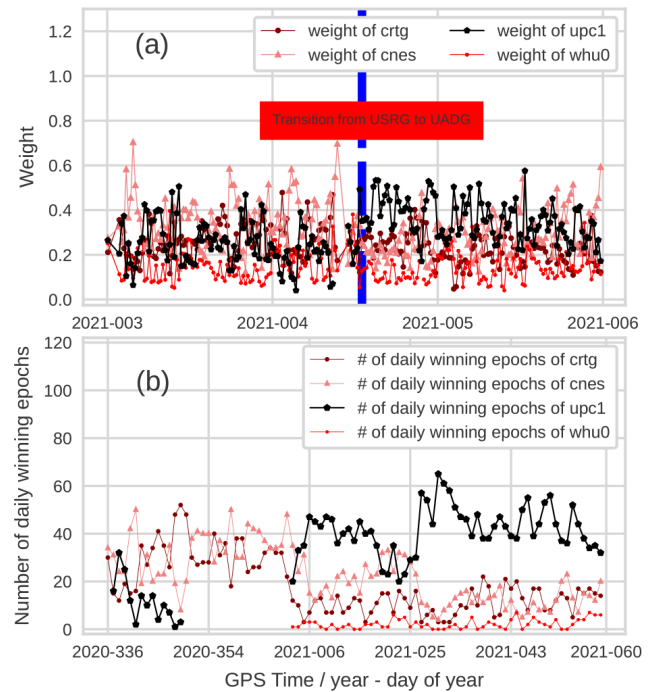 (a)
weight of crtg
weight of upc1
weight of cnes
weight of whu0
1.2
1.0
0.8
0.6
0.4
0.2
0.0
Weight
Transition from USRG to UADG
2021-003
2021-004
2021-005
2021-006
(b)
# of daily winning epochs of crtg
# of daily winning epochs of cnes
# of daily winning epochs of upc1
# of daily winning epochs of whu0
120
100
80
60
40
20
0
Number of daily winning epochs
2020-336
2020-354
2021-006
2021-025
2021-043
2021-060
GPS Time / year - day of year